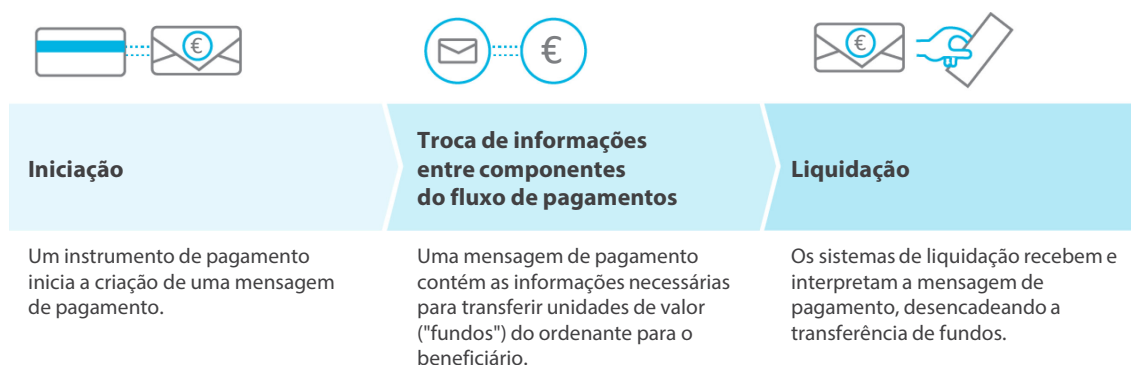 €
€
€
Iniciação
Troca de informações
entre componentes
do fluxo de pagamentos
Liquidação
Um instrumento de pagamento
inicia a criação de uma mensagem
de pagamento.
Uma mensagem de pagamento
contém as informações necessárias
para transferir unidades de valor
("fundos") do ordenante para o
beneficiário.
Os sistemas de liquidação recebem e
interpretam a mensagem de
pagamento, desencadeando a
transferência de fundos.